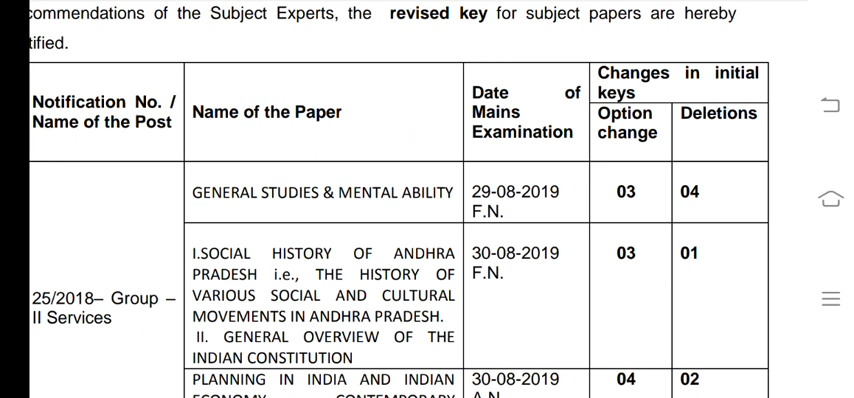 commendations of the Subject Experts, the revised key for subject papers are hereby
tified.
Notification No. /
Name of the Post
Name of the Paper
Date of
Mains
Examination
Changes in initial
keys
Option
change
Deletions
25/2018– Group –
II Services
GENERAL STUDIES & MENTAL ABILITY
29-08-2019
F.N.
03
04
I.SOCIAL HISTORY OF ANDHRA
PRADESH i.e., THE HISTORY OF
VARIOUS SOCIAL AND CULTURAL
MOVEMENTS IN ANDHRA PRADESH.
II. GENERAL OVERVIEW OF THE
INDIAN CONSTITUTION
30-08-2019
F.N.
03
01
PLANNING IN INDIA AND INDIAN
ECONOMY CONTEMPORARY
30-08-2019
A.N.
04
02